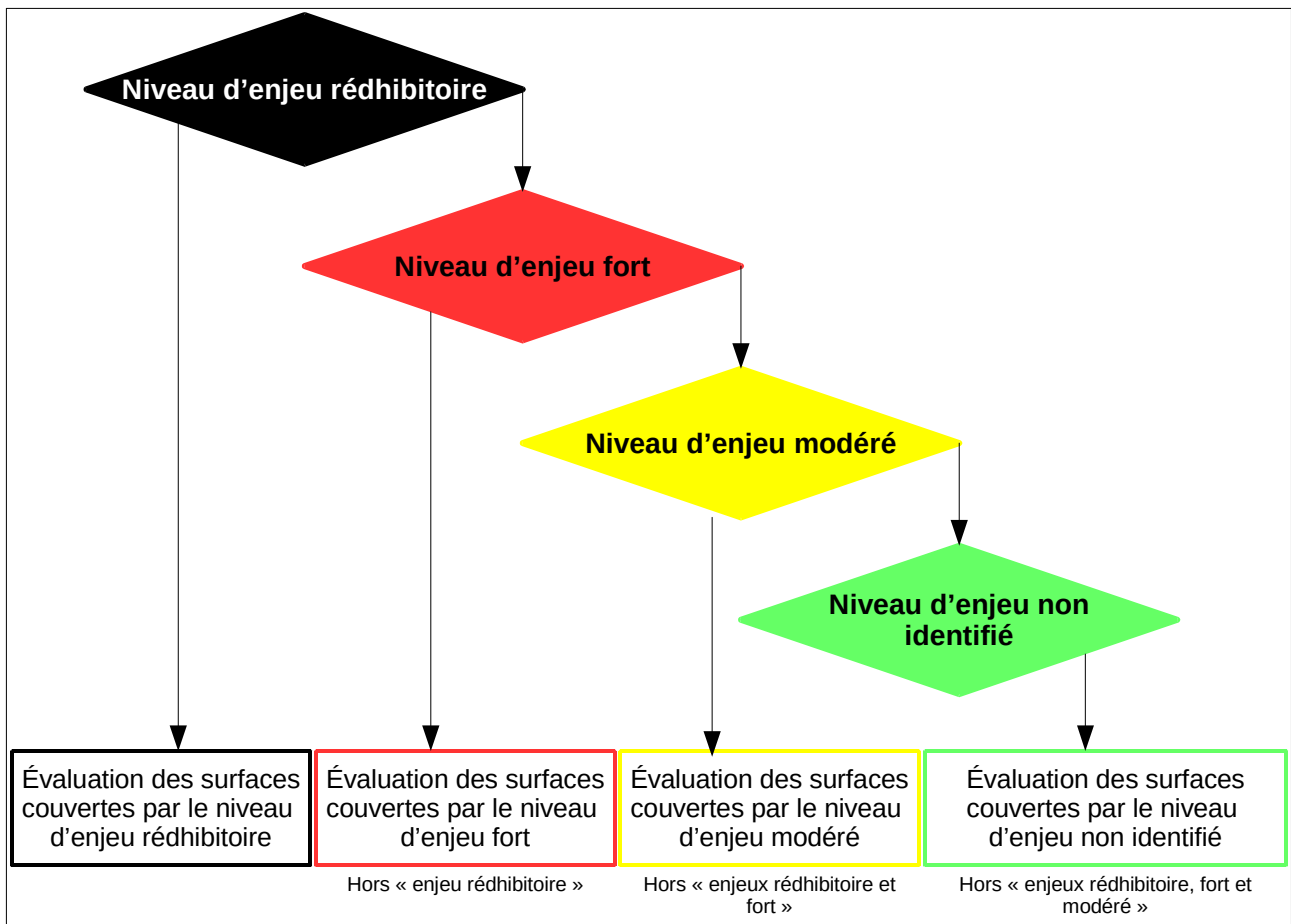 Niveau d’enjeu rédhibitoire
Niveau d’enjeu fort
Niveau d’enjeu modéré
Niveau d’enjeu non
identifié
Évaluation des surfaces
couvertes par le niveau
d’enjeu rédhibitoire
Évaluation des surfaces
couvertes par le niveau
d’enjeu fort
Évaluation des surfaces
couvertes par le niveau
d’enjeu modéré
Évaluation des surfaces
couvertes par le niveau
d’enjeu non identifié
Hors « enjeu rédhibitoire »
Hors « enjeux rédhibitoire et
fort »
Hors « enjeux rédhibitoire, fort et
modéré »